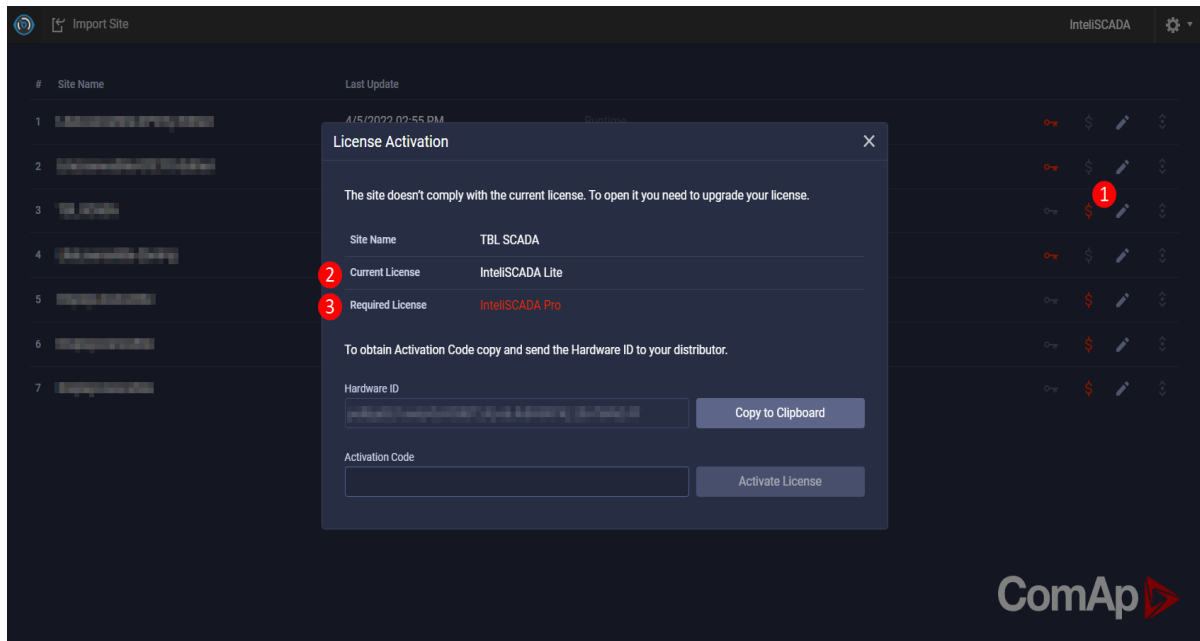 Import Site
InteliSCADA
# Site Name Last Update
1 4/5/2022 02:55 PM Runtime
License Activation
2
The site doesn't comply with the current license. To open it you need to upgrade your license.
1
3
$
Site Name TBL SCADA
4
2 Current License InteliSCADA Lite
5
3 Required License InteliSCADA Pro
6
To obtain Activation Code copy and send the Hardware ID to your distributor.
7
Hardware ID
Copy to Clipboard
Activation Code
Activate License
ComAp